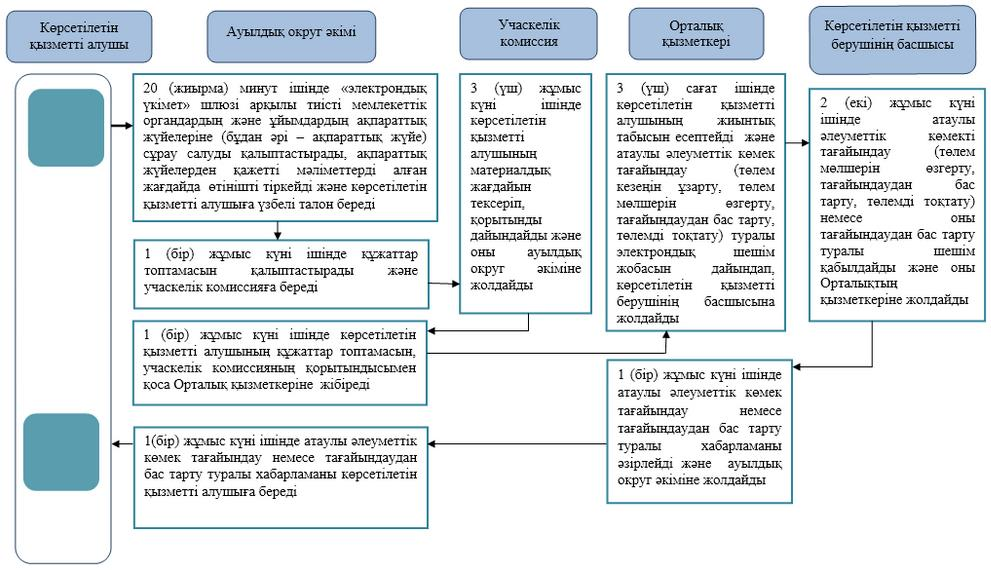 Көрсетілетін
қызметті алушы
Ауылдық округ әкімі
Учаскелік
комиссия
Орталық
қызметкері
Көрсетілетін қызметті
берушінің басшысы
20 (жиырма) минут ішінде «электрондық
үкімет» шлюзі арқылы тиісті мемлекеттік
органдардың және ұйымдардың ақпараттық
жүйелеріне (бұдан әрі – ақпараттық жүйе)
сұрау салуды қалыптастырады, ақпараттық
жүйелерден қажетті мәліметтерді алған
жағдайда өтінішті тіркейді және көрсетілетін
қызметті алушыға үзбелі талон береді
1 (бір) жұмыс күні ішінде құжаттар
топтамасын қалыптастырады және
учаскелік комиссияға береді
3 (үш) жұмыс
күні ішінде
көрсетілетін
қызметті
алушының
материалдық
жағдайын
тексеріп,
қорытынды
дайындайды және
оны ауылдық
округ әкіміне
жолдайды
1 (бір) жұмыс күні ішінде көрсетілетін
қызметті алушының құжаттар топтамасын,
учаскелік комиссияның қорытындысымен
қоса Орталық қызметкеріне жібіреді
3 (үш) сағат ішінде
көрсетілетін қызметті
алушының жиынтық
табысын есептейді және
атаулы әлеуметтік көмек
тағайындау (төлем
кезеңін ұзарту, төлем
мөлшерін өзгерту,
тағайындаудан бас тарту,
төлемді тоқтату) туралы
электрондық шешім
жобасын дайындап,
көрсетілетін қызметті
берушінің басшысына
жолдайды
2 (екі) жұмыс күні
ішінде атаулы
әлеуметтік көмекті
тағайындау (төлем
мөлшерін өзгерту,
тағайындаудан бас
тарту, төлемді тоқтату)
немесе оны
тағайындаудан бас тарту
туралы шешім
қабылдайды және оны
Орталықтың
қызметкеріне жолдайды
1 (бір) жұмыс күні ішінде
атаулы әлеуметтік көмек
тағайындау немесе
тағайындаудан бас тарту
туралы хабарламаны
әзірлейді және ауылдық
округ әкіміне жолдайды
1(бір) жұмыс күні ішінде атаулы әлеуметтік
көмек тағайындау немесе тағайындаудан
бас тарту туралы хабарламаны көрсетілетін
қызметті алушыға береді